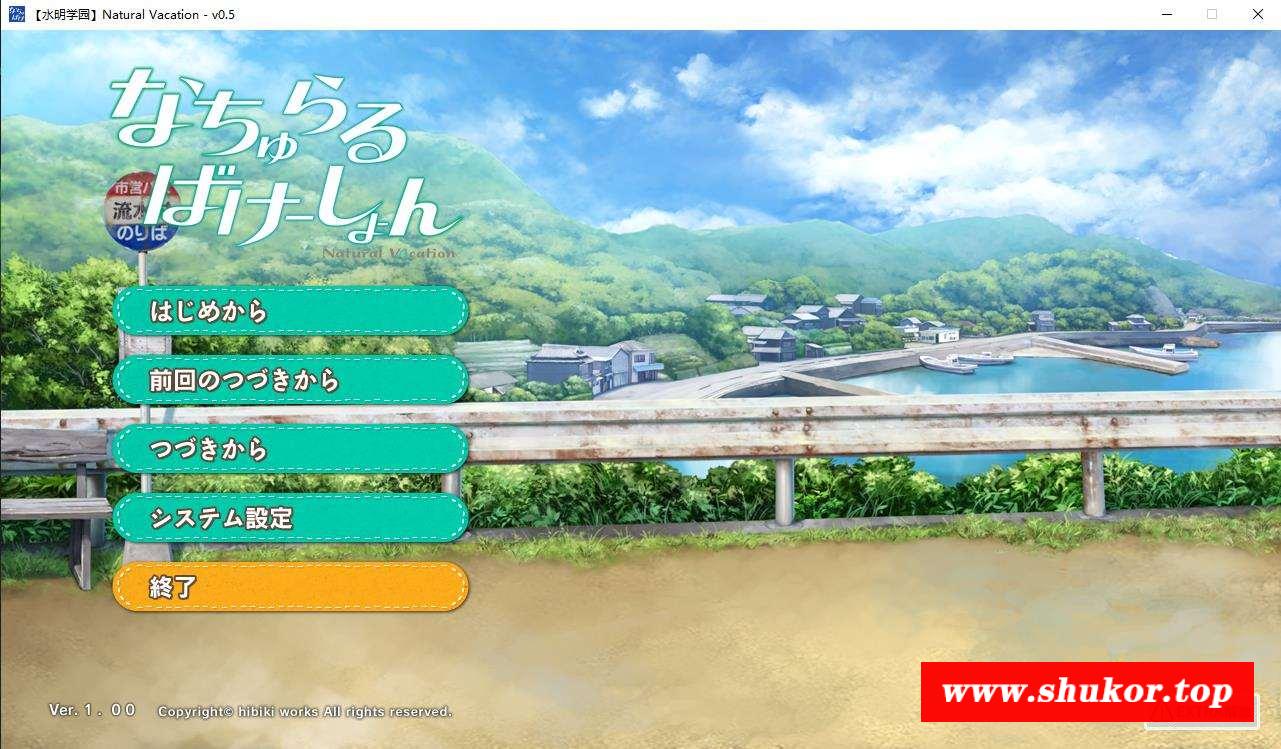 【水明学园】Natural Vacation - v0.5
なちゅらる
ばけーしょん
Natural Vacation
市営バ
流水
のりば
はじめから
前回のつづきから
つづきから
システム設定
終了
www.shukor.top
Ver. 1 . 0 0
Copyright© hibiki works All rights reserved.